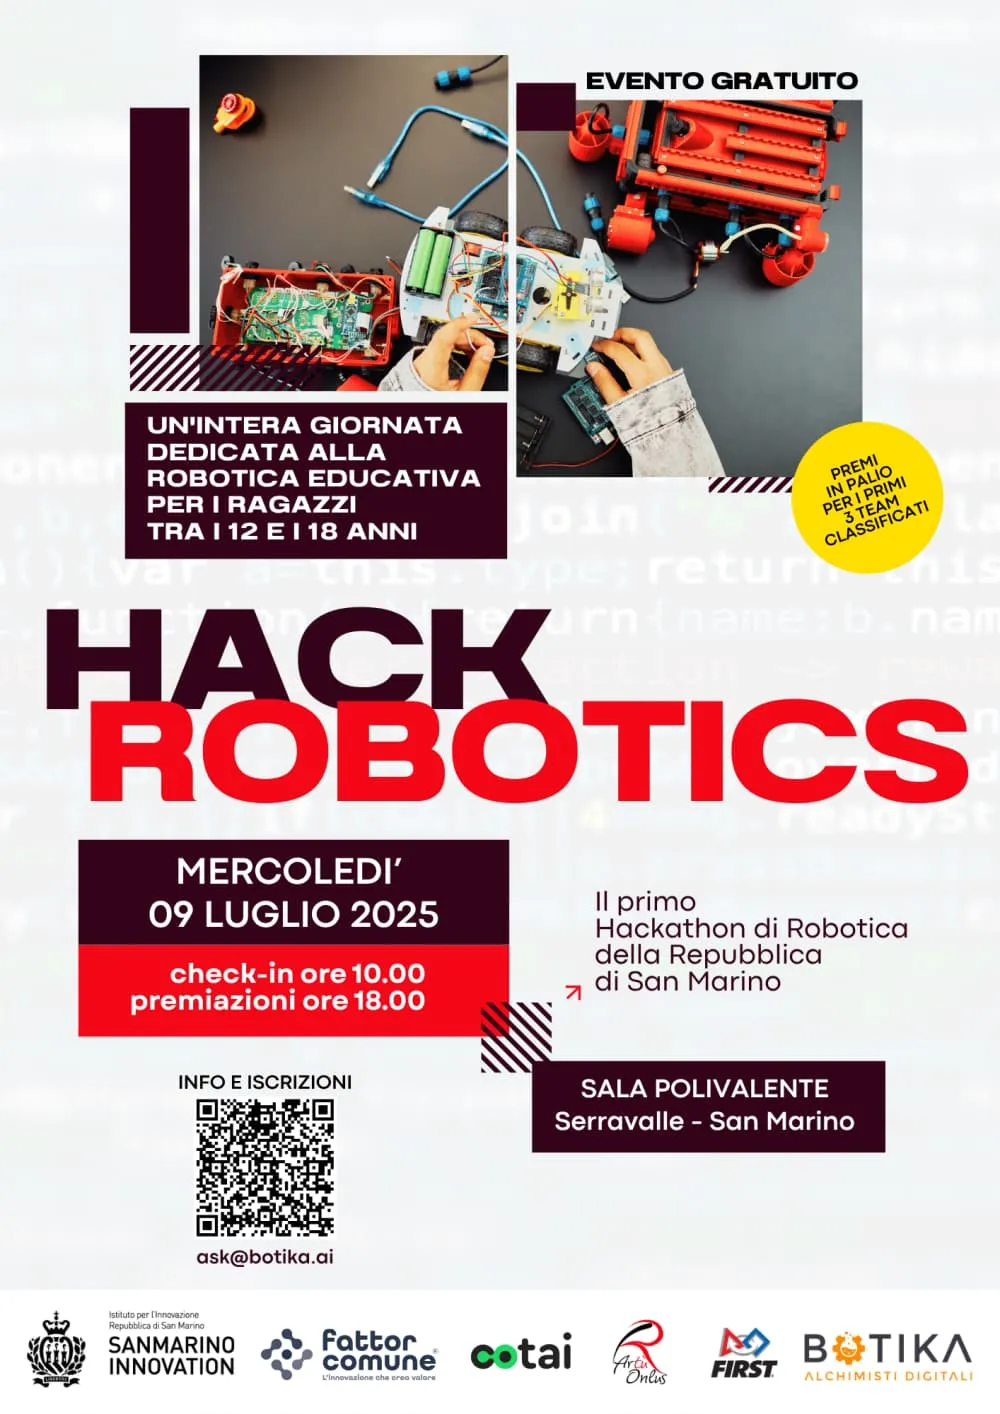 EVENTO GRATUITO
UN'INTERA GIORNATA
DEDICATA ALLA
ROBOTICA EDUCATIVA
PER I RAGAZZI
TRA I 12 E I 18 ANNI
PREMI
IN PALIO
PER I PRIMI
3 TEAM
CLASSIFICATI
HACK
ROBOTICS
MERCOLEDI’
09 LUGLIO 2025
check-in ore 10.00
premiazioni ore 18.00
Il primo
Hackathon di Robotica
della Repubblica
di San Marino
SALA POLIVALENTE
Serravalle - San Marino
INFO E ISCRIZIONI
ask@botika.ai
Istituto per l'Innovazione
Repubblica di San Marino
SANMARINO
INNOVATION
fattor
comune
L'innovazione che crea valore
cotai
Artu
Onlus
FIRST
BOTIKA
ALCHIMISTI DIGITALI